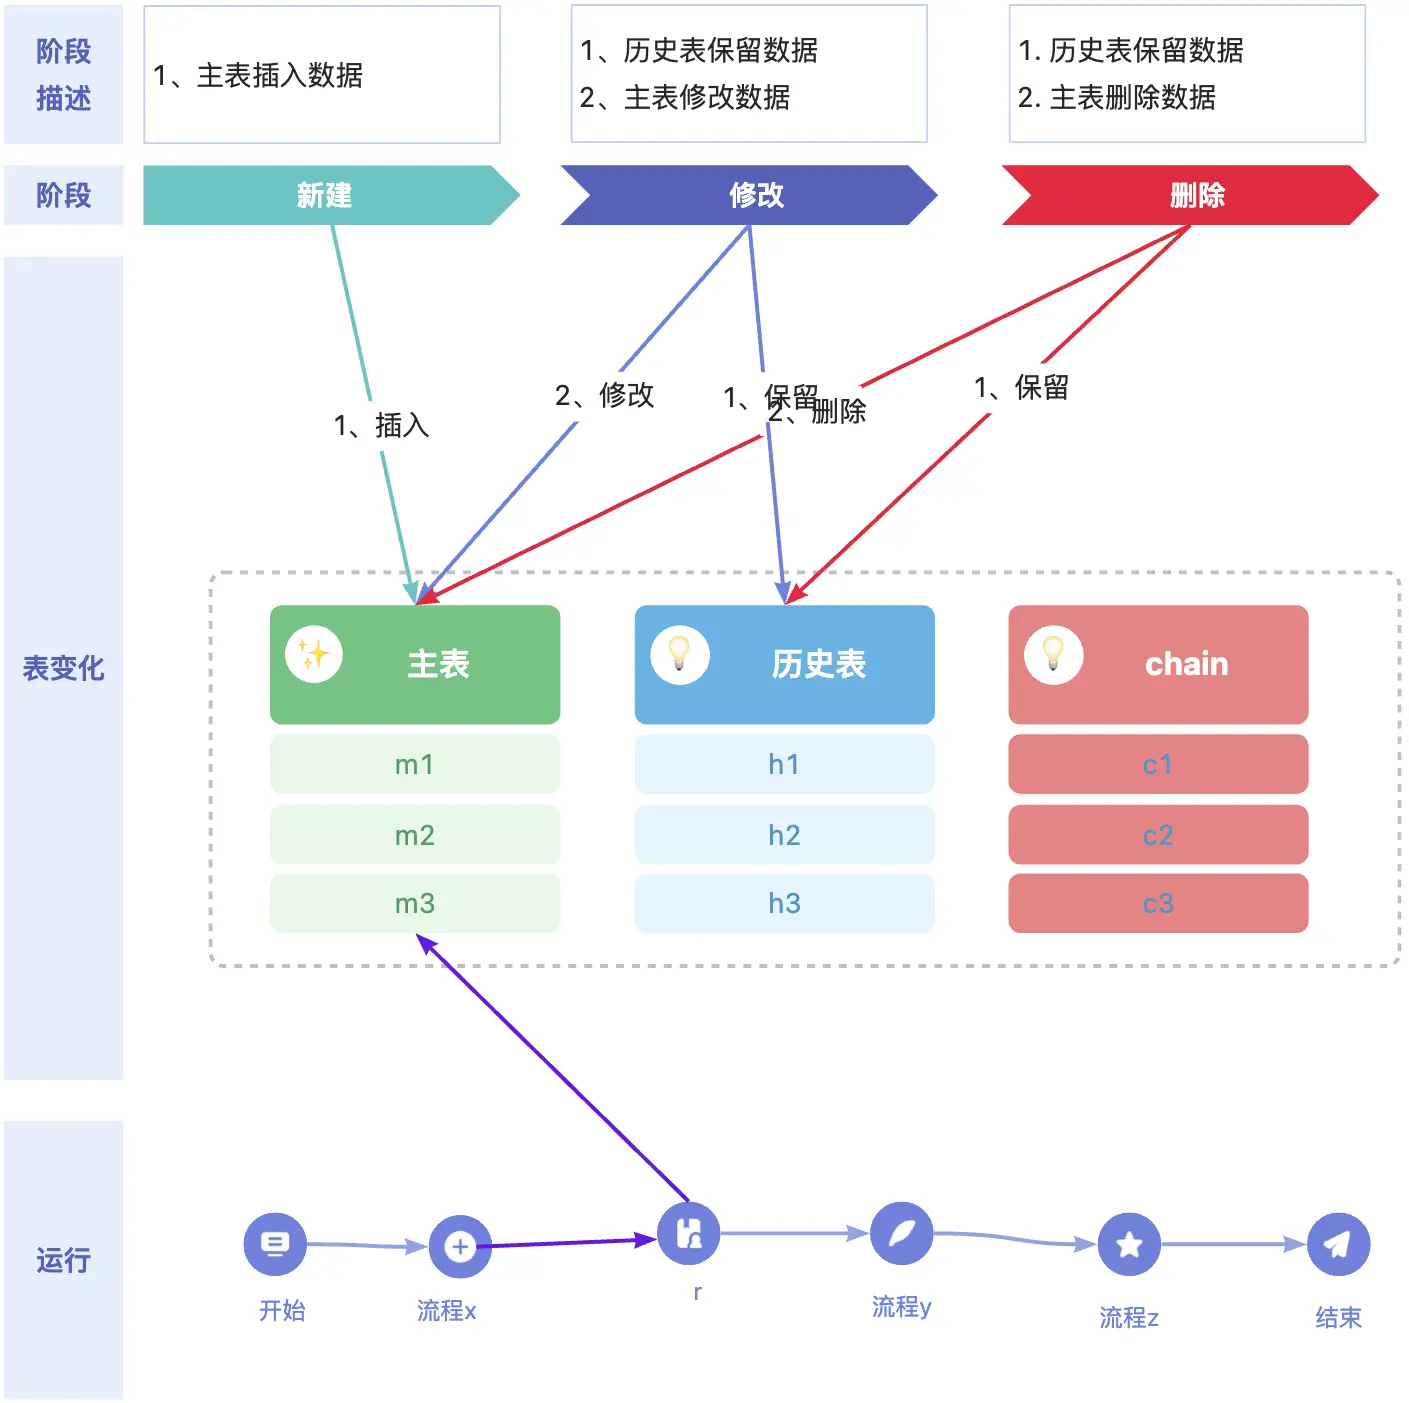 阶段
描述
1、主表插入数据
1、历史表保留数据
2、主表修改数据
1. 历史表保留数据
2. 主表删除数据
阶段
新建
修改
删除
1、插入
2、修改
1、保留
2、删除
1、保留
表变化
主表
历史表
chain
m1
h1
c1
m2
h2
c2
m3
h3
c3
运行
开始
流程x
r
流程y
流程z
结束